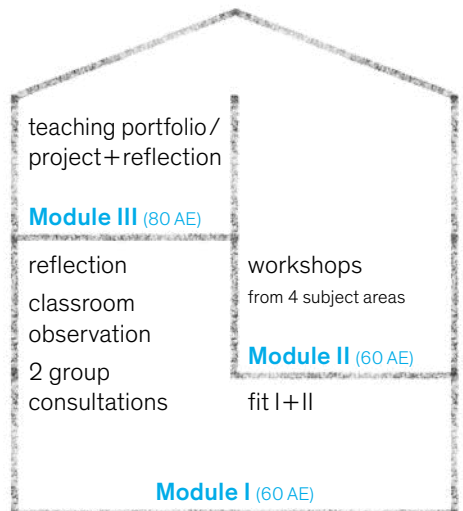 teaching portfolio/
project+reflection
Module III (80 AE)
reflection
classroom
observation
2 group
consultations
workshops
from 4 subject areas
Module II (60 AE)
fit I+II
Module I (60 AE)